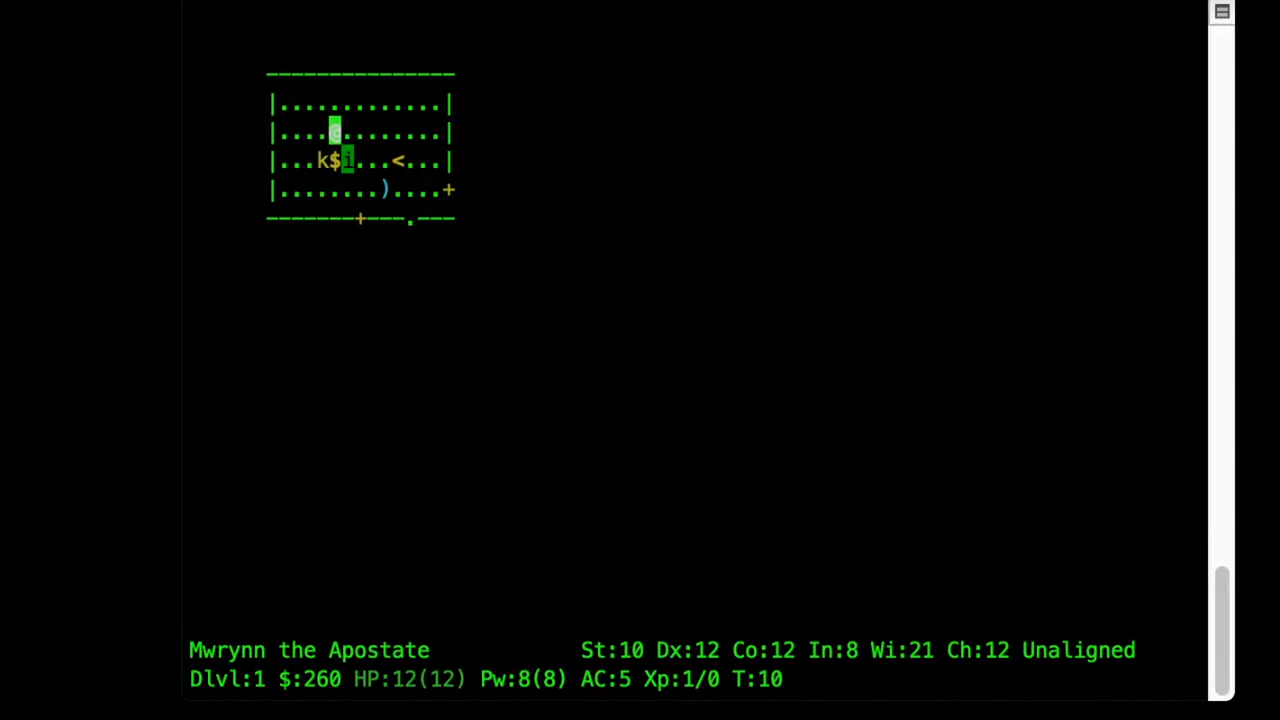 --------------- 
|.............|
|....@........|
|...k$i...<...|
|........)....+
-------+---.---
Mwrynn the Apostate St:10 Dx:12 Co:12 In:8 Wi:21 Ch:12 Unaligned
Dlvl:1 $:260 HP:12(12) Pw:8(8) AC:5 Xp:1/0 T:10